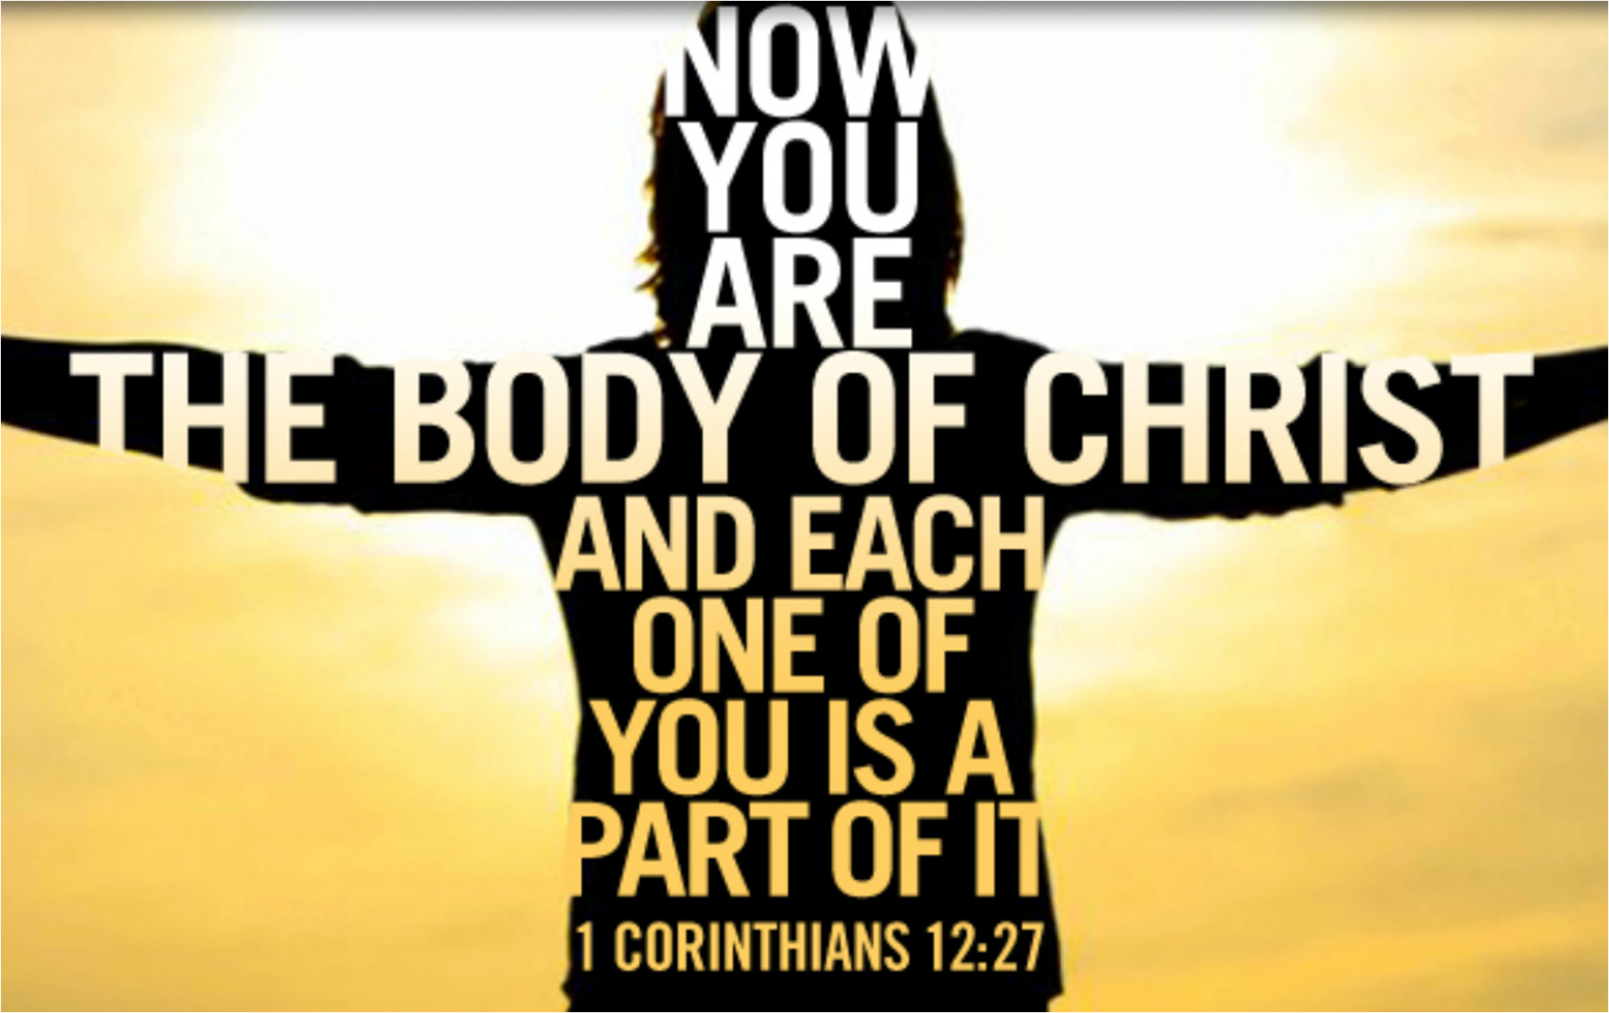 NOW
YOU
ARE
THE BODY OF CHRIST
AND EACH
ONE OF
YOU IS A
PART OF IT
1 CORINTHIANS 12:27